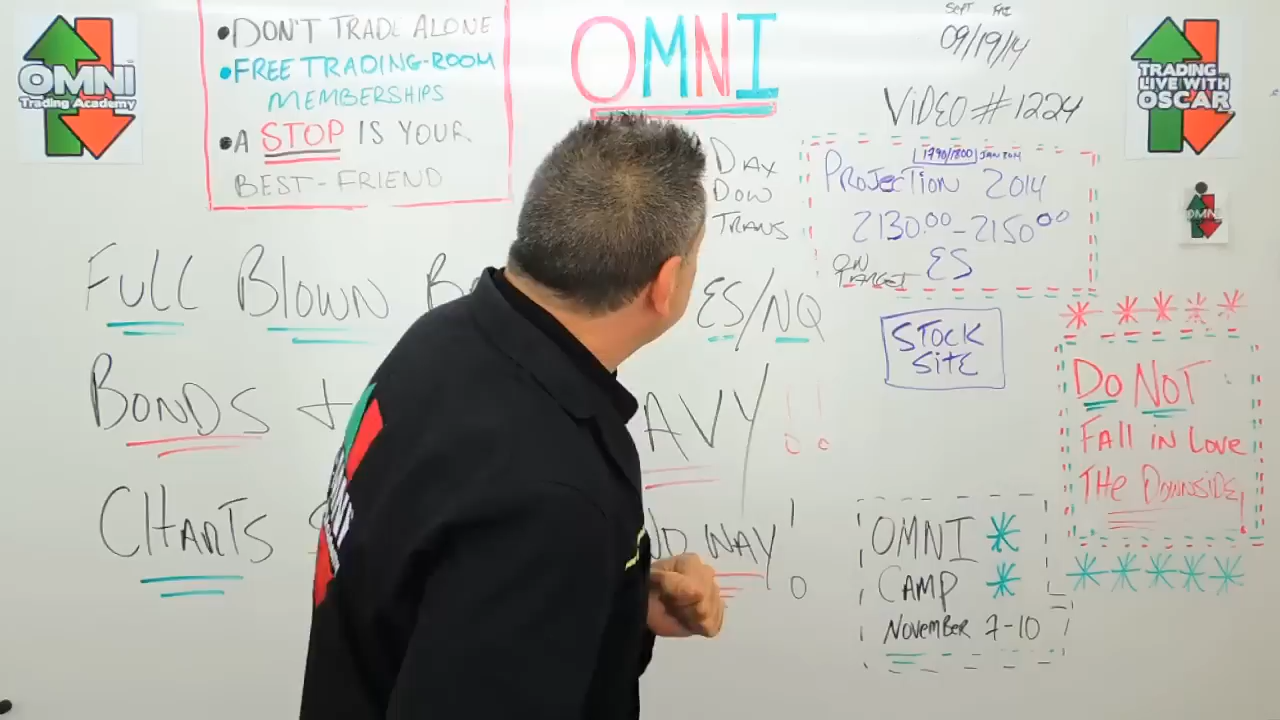 OMNI
Trading Academy
•DON'T TRADE ALONE
•FREE TRADING-ROOM
MEMBERSHIPS
•A STOP IS YOUR
BEST-FRIEND
OMNI
SEPT FRI
09/19/14
VIDEO #1224
TRADING
LIVE WITH
OSCAR
DAX
DOW
TRANS
1790/1800 JAN 2014
PROJECTION 2014
2130.00-2150.00
ON TARGET ES
OMNI
FULL BLOWN
ES/NQ
STOCK
SITE
BONDS +
AVY!!
DO NOT
FALL IN LOVE
THE DOWNSIDE!
CHARTS
WAY!
OMNI *
CAMP *
NOVEMBER 7-10